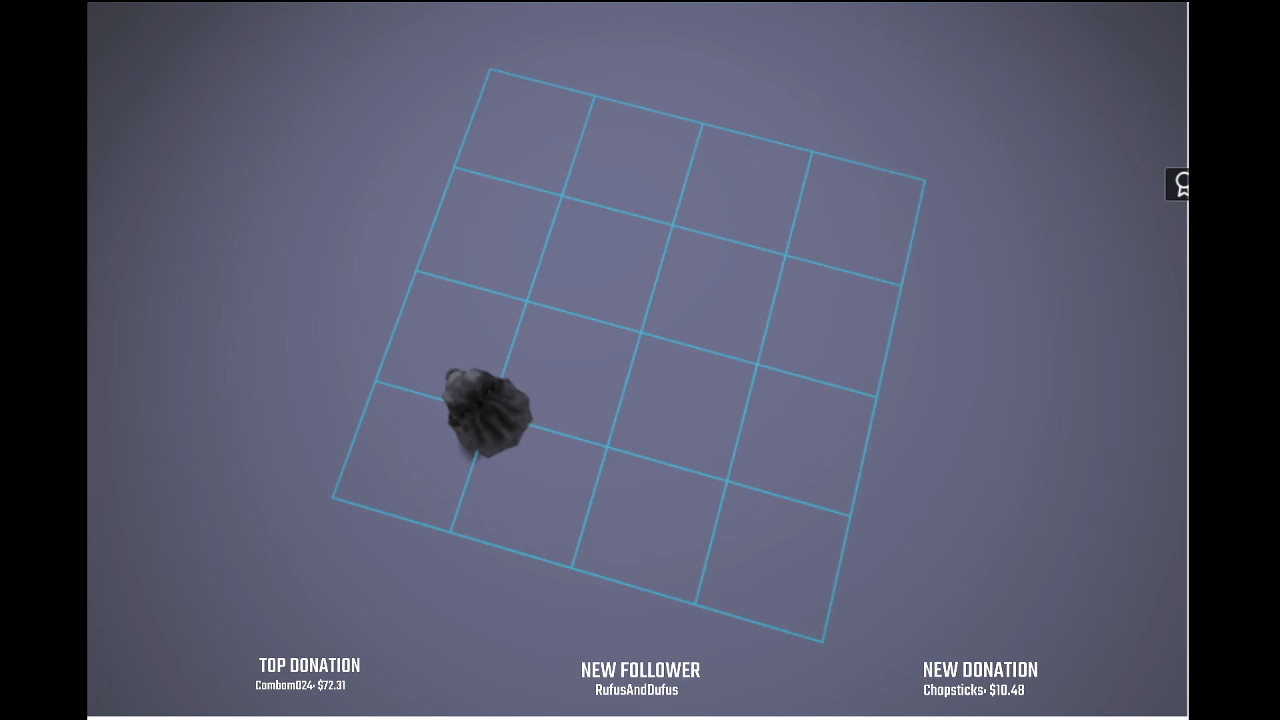 TOP DONATION
Combom024: $72.31
NEW FOLLOWER
RufusAndDufus
NEW DONATION
Chopsticks: $10.48